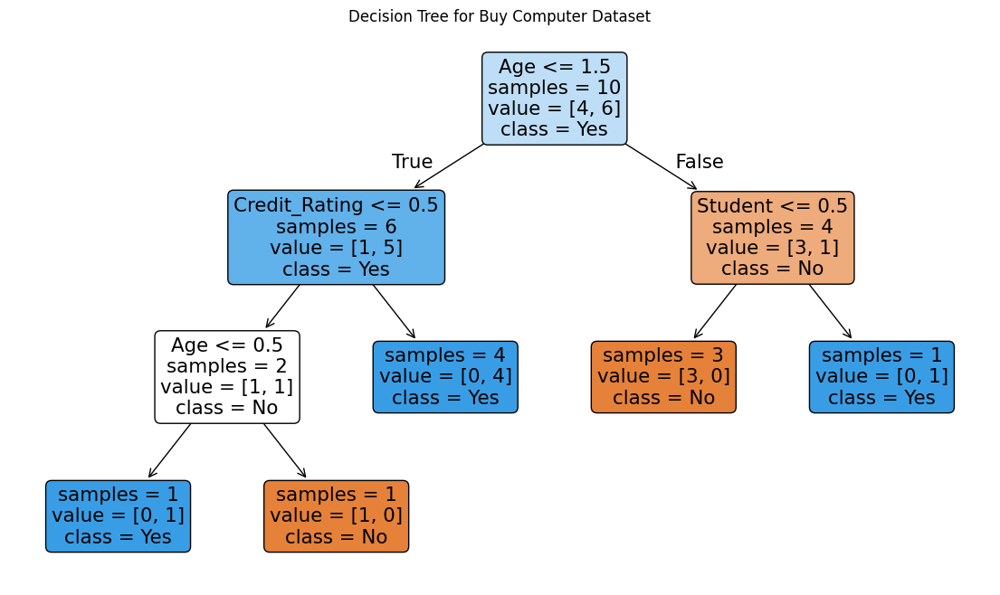 Decision Tree for Buy Computer Dataset
Age <= 1.5
samples = 10
value = [4, 6]
class = Yes
True
False
Credit_Rating <= 0.5
samples = 6
value = [1, 5]
class = Yes
Student <= 0.5
samples = 4
value = [3, 1]
class = No
Age <= 0.5
samples = 2
value = [1, 1]
class = No
samples = 4
value = [0, 4]
class = Yes
samples = 3
value = [3, 0]
class = No
samples = 1
value = [0, 1]
class = Yes
samples = 1
value = [0, 1]
class = Yes
samples = 1
value = [1, 0]
class = No